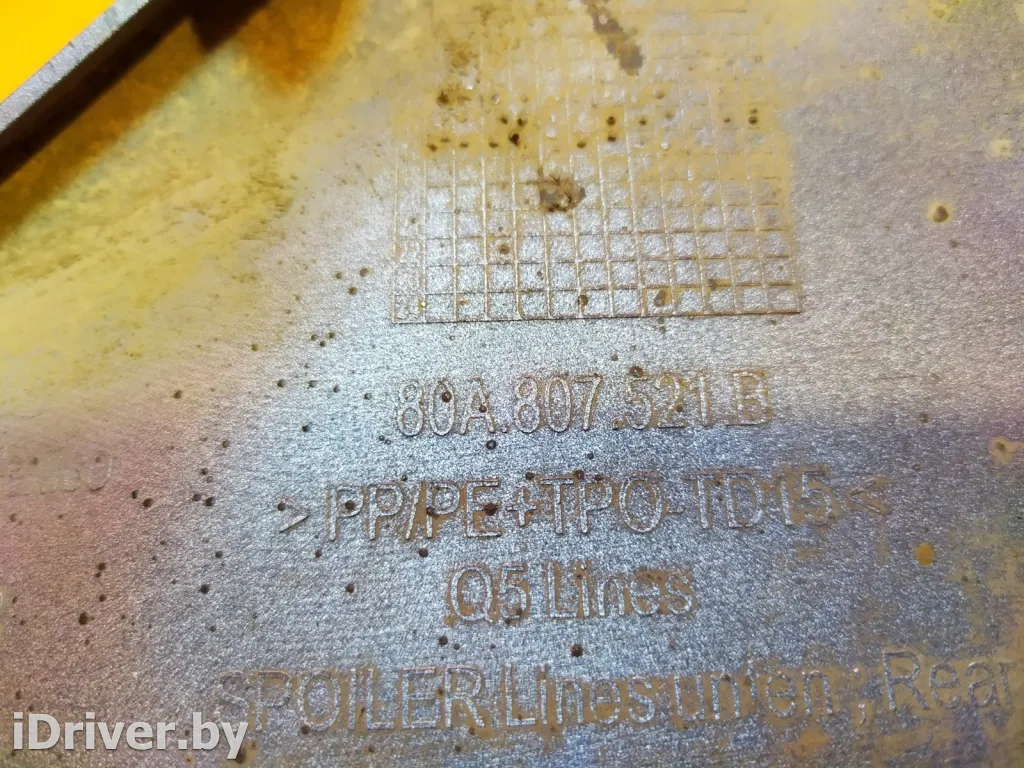 80A.807.521.B
>PP/PE+TPO-TD15<
Q5 Lines
SPOILER Lines unten ; Rear
iDriver.by